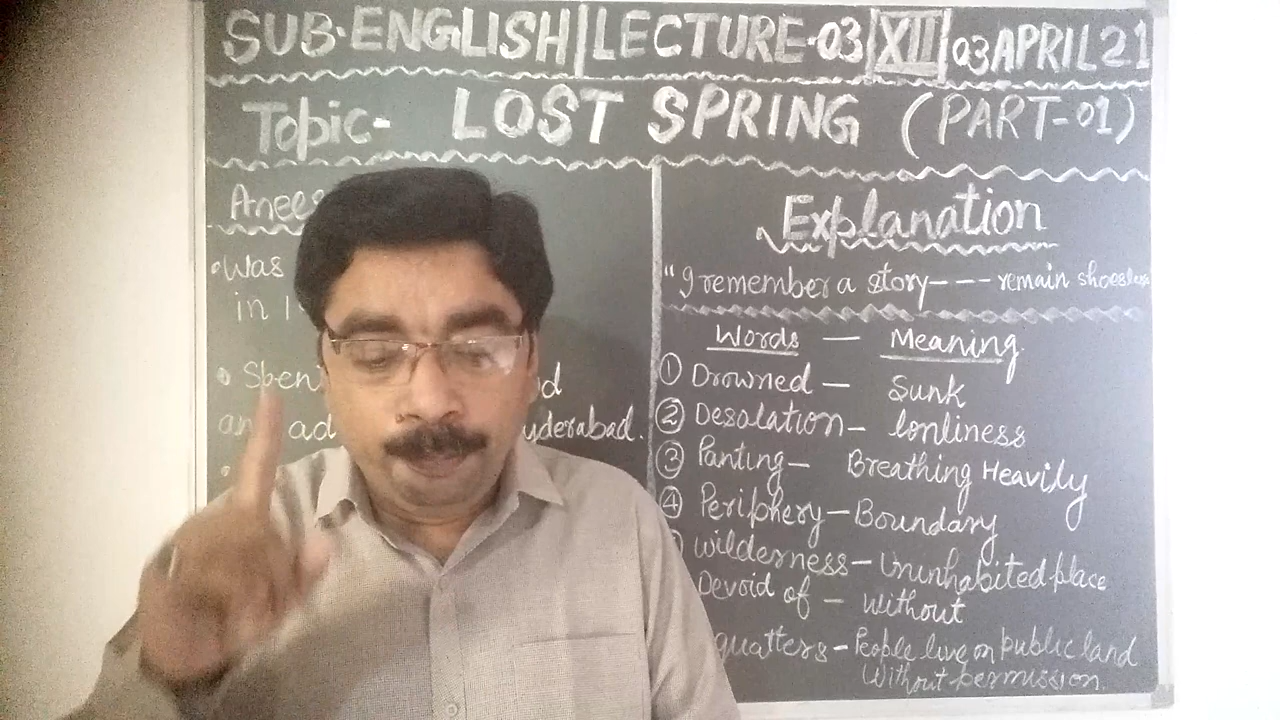 SUB·ENGLISH LECTURE·03 XII 03 APRIL 21
Topic- LOST SPRING (PART-01)
Explanation
"I remember a story---- remain shoeless
Words — Meaning
① Drowned — Sunk
② Desolation — lonliness
③ Panting — Breathing Heavily
④ Periphery — Boundary
wilderness — Uninhabited place
Devoid of — without
quatters - People live on public land
Without permission.
Anees
•Was
in 1
• Spen
ad
yderabad.